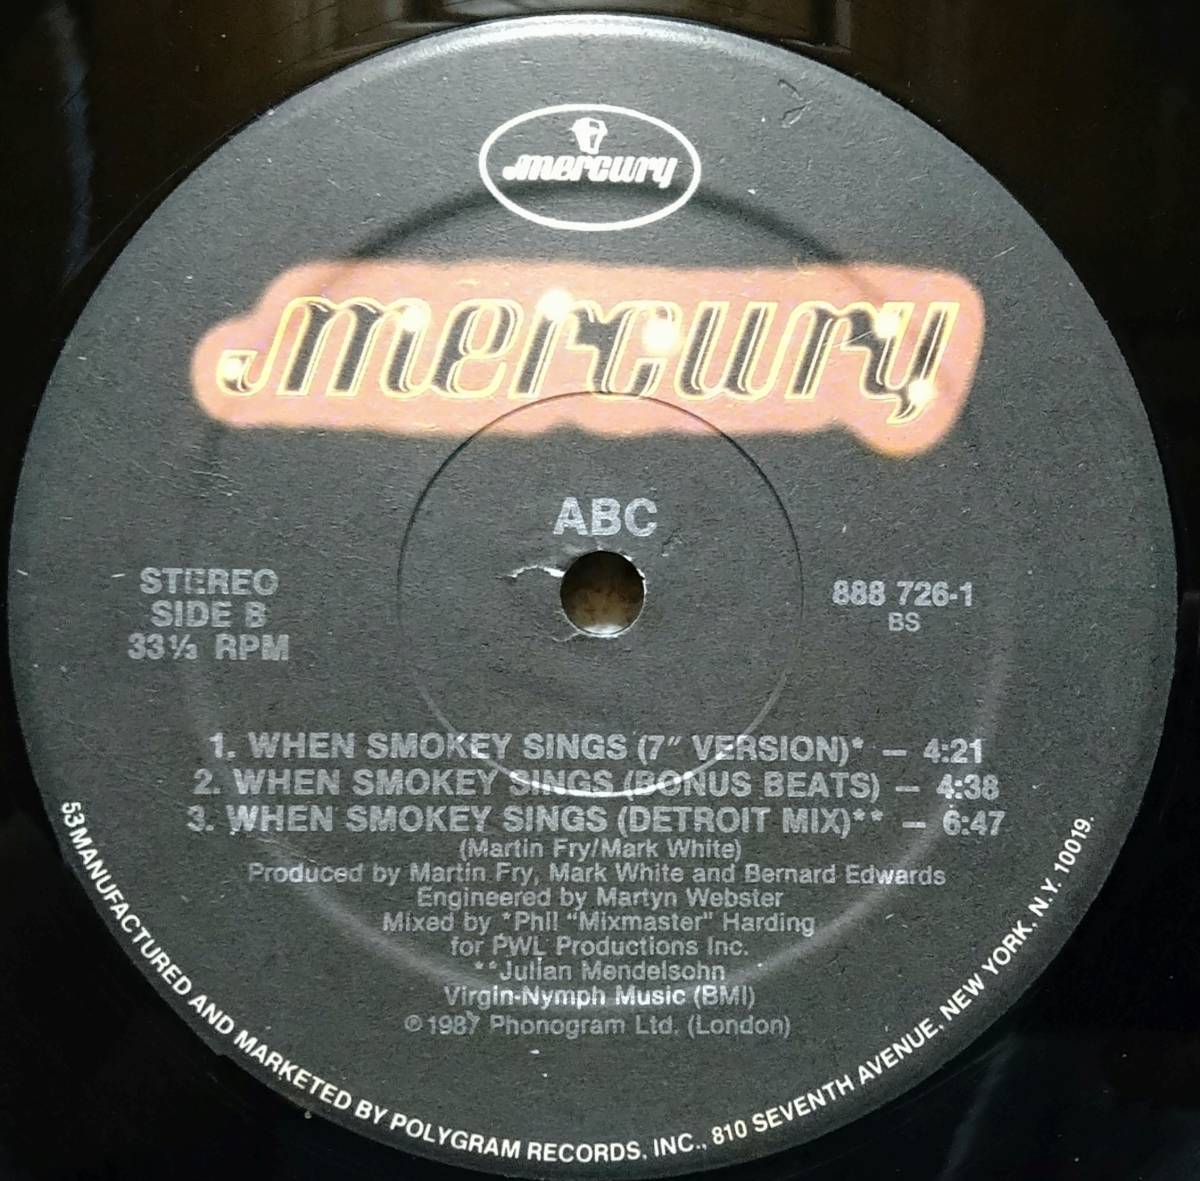 mercury
mercury
ABC
STEREO
SIDE B
33⅓ RPM
888 726-1
BS
1. WHEN SMOKEY SINGS (7" VERSION)* — 4:21
2. WHEN SMOKEY SINGS (BONUS BEATS) — 4:38
3. WHEN SMOKEY SINGS (DETROIT MIX)** — 6:47
(Martin Fry/Mark White)
Produced by Martin Fry, Mark White and Bernard Edwards
Engineered by Martyn Webster
Mixed by *Phil "Mixmaster" Harding
for PWL Productions Inc.
**Julian Mendelsohn
Virgin-Nymph Music (BMI)
℗ 1987 Phonogram Ltd. (London)
53 MANUFACTURED AND MARKETED BY POLYGRAM RECORDS, INC., 810 SEVENTH AVENUE, NEW YORK, N.Y. 10019.